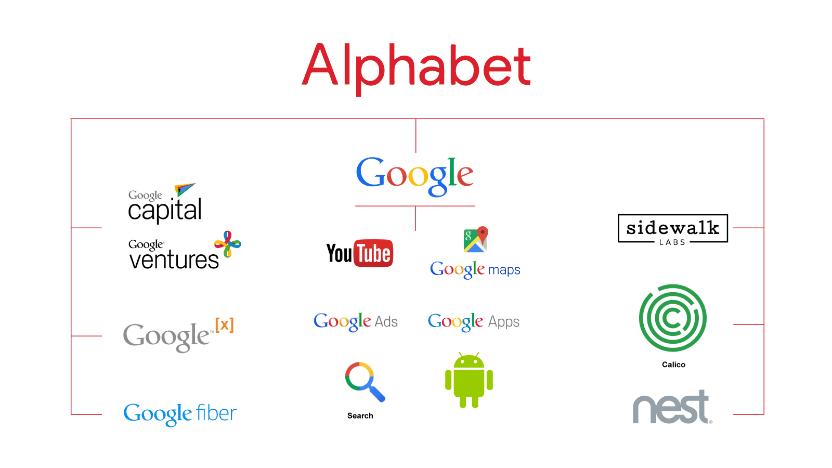 Alphabet
Google
Google
capital
Google
ventures
Google [x]
Google fiber
YouTube
g
Google maps
Google Ads
Google Apps
Search
sidewalk
LABS
C
Calico
nest